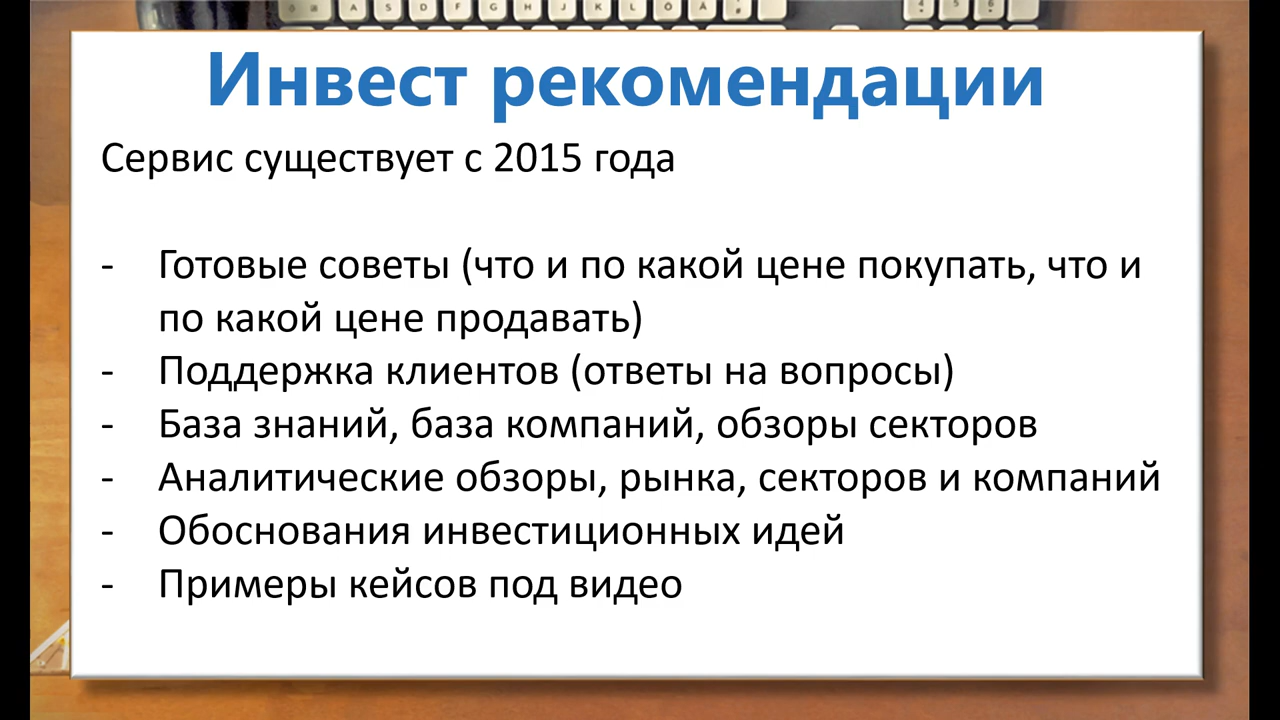 Инвест рекомендации
Сервис существует с 2015 года
- Готовые советы (что и по какой цене покупать, что и
по какой цене продавать)
- Поддержка клиентов (ответы на вопросы)
- База знаний, база компаний, обзоры секторов
- Аналитические обзоры, рынка, секторов и компаний
- Обоснования инвестиционных идей
- Примеры кейсов под видео